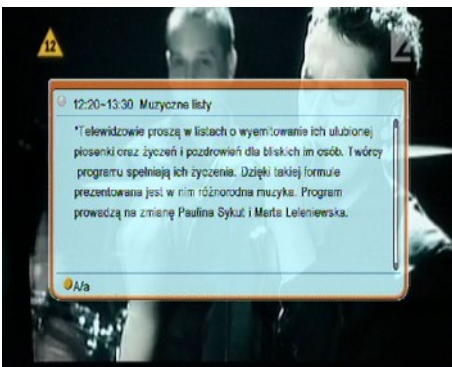 12
4
12:20-13:30 Muzyczne listy
"Telewidzowie proszą w listach o wyemitowanie ich ulubionej
piosenki oraz życzeń i pozdrowień dla bliskich im osób. Twórcy
programu spełniają ich życzenia. Dzięki takiej formule
prezentowana jest w nim różnorodna muzyka. Program
prowadzą na zmianę Paulina Sykut i Marta Leleniewska.
A/a